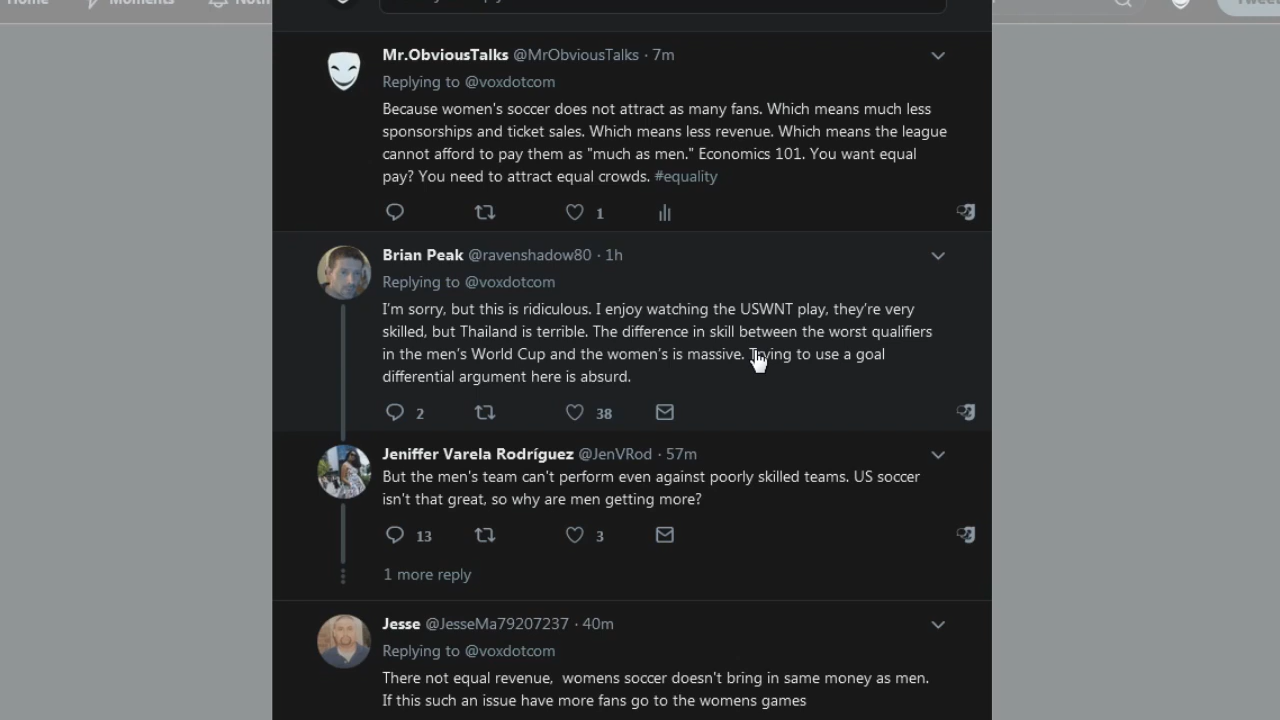 Home Moments
Mr.ObviousTalks @MrObviousTalks · 7m
Replying to @voxdotcom
Because women's soccer does not attract as many fans. Which means much less
sponsorships and ticket sales. Which means less revenue. Which means the league
cannot afford to pay them as "much as men." Economics 101. You want equal
pay? You need to attract equal crowds. #equality
1
Brian Peak @ravenshadow80 · 1h
Replying to @voxdotcom
I'm sorry, but this is ridiculous. I enjoy watching the USWNT play, they're very
skilled, but Thailand is terrible. The difference in skill between the worst qualifiers
in the men's World Cup and the women's is massive. Trying to use a goal
differential argument here is absurd.
2 38
Jeniffer Varela Rodríguez @JenVRod · 57m
But the men's team can't perform even against poorly skilled teams. US soccer
isn't that great, so why are men getting more?
13 3
1 more reply
Jesse @JesseMa79207237 · 40m
Replying to @voxdotcom
There not equal revenue, womens soccer doesn't bring in same money as men.
If this such an issue have more fans go to the womens games